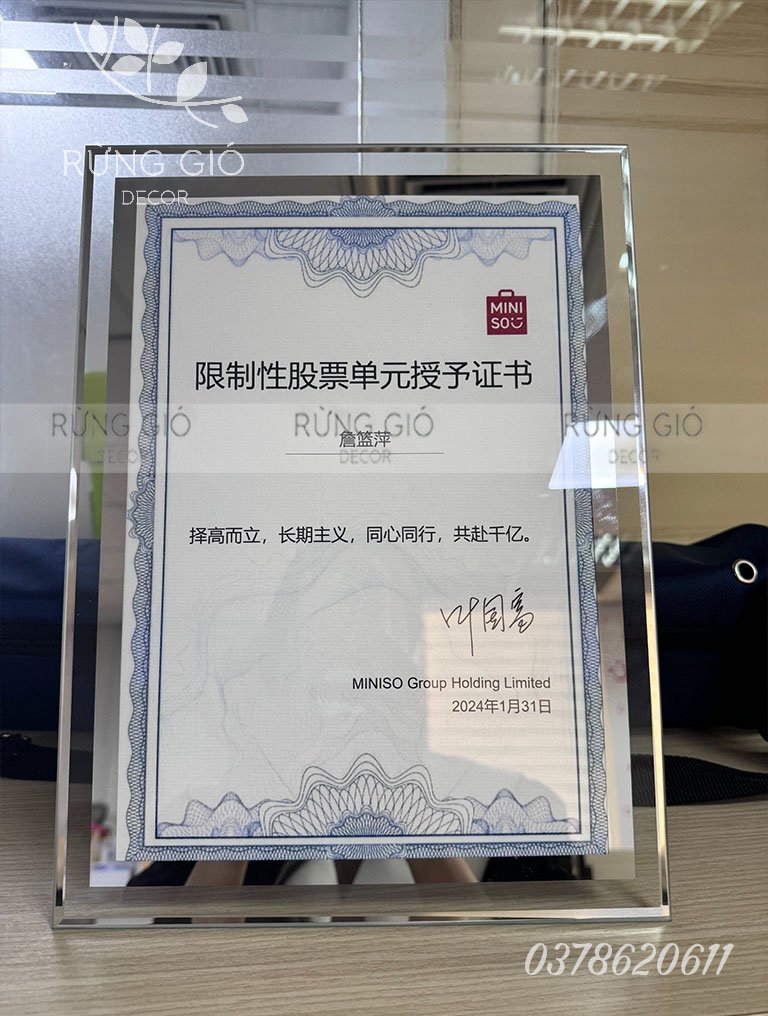 RỪNG GIÓ
DECOR
MINI
SO
限制性股票单元授予证书
RỪNG GIÓ
DECOR
RỪNG GIÓ
DECOR
RỪNG GIÓ
DECOR
詹篮萍
择高而立，长期主义，同心同行，共赴千亿。
叶国富
MINISO Group Holding Limited
2024年1月31日
0378620611